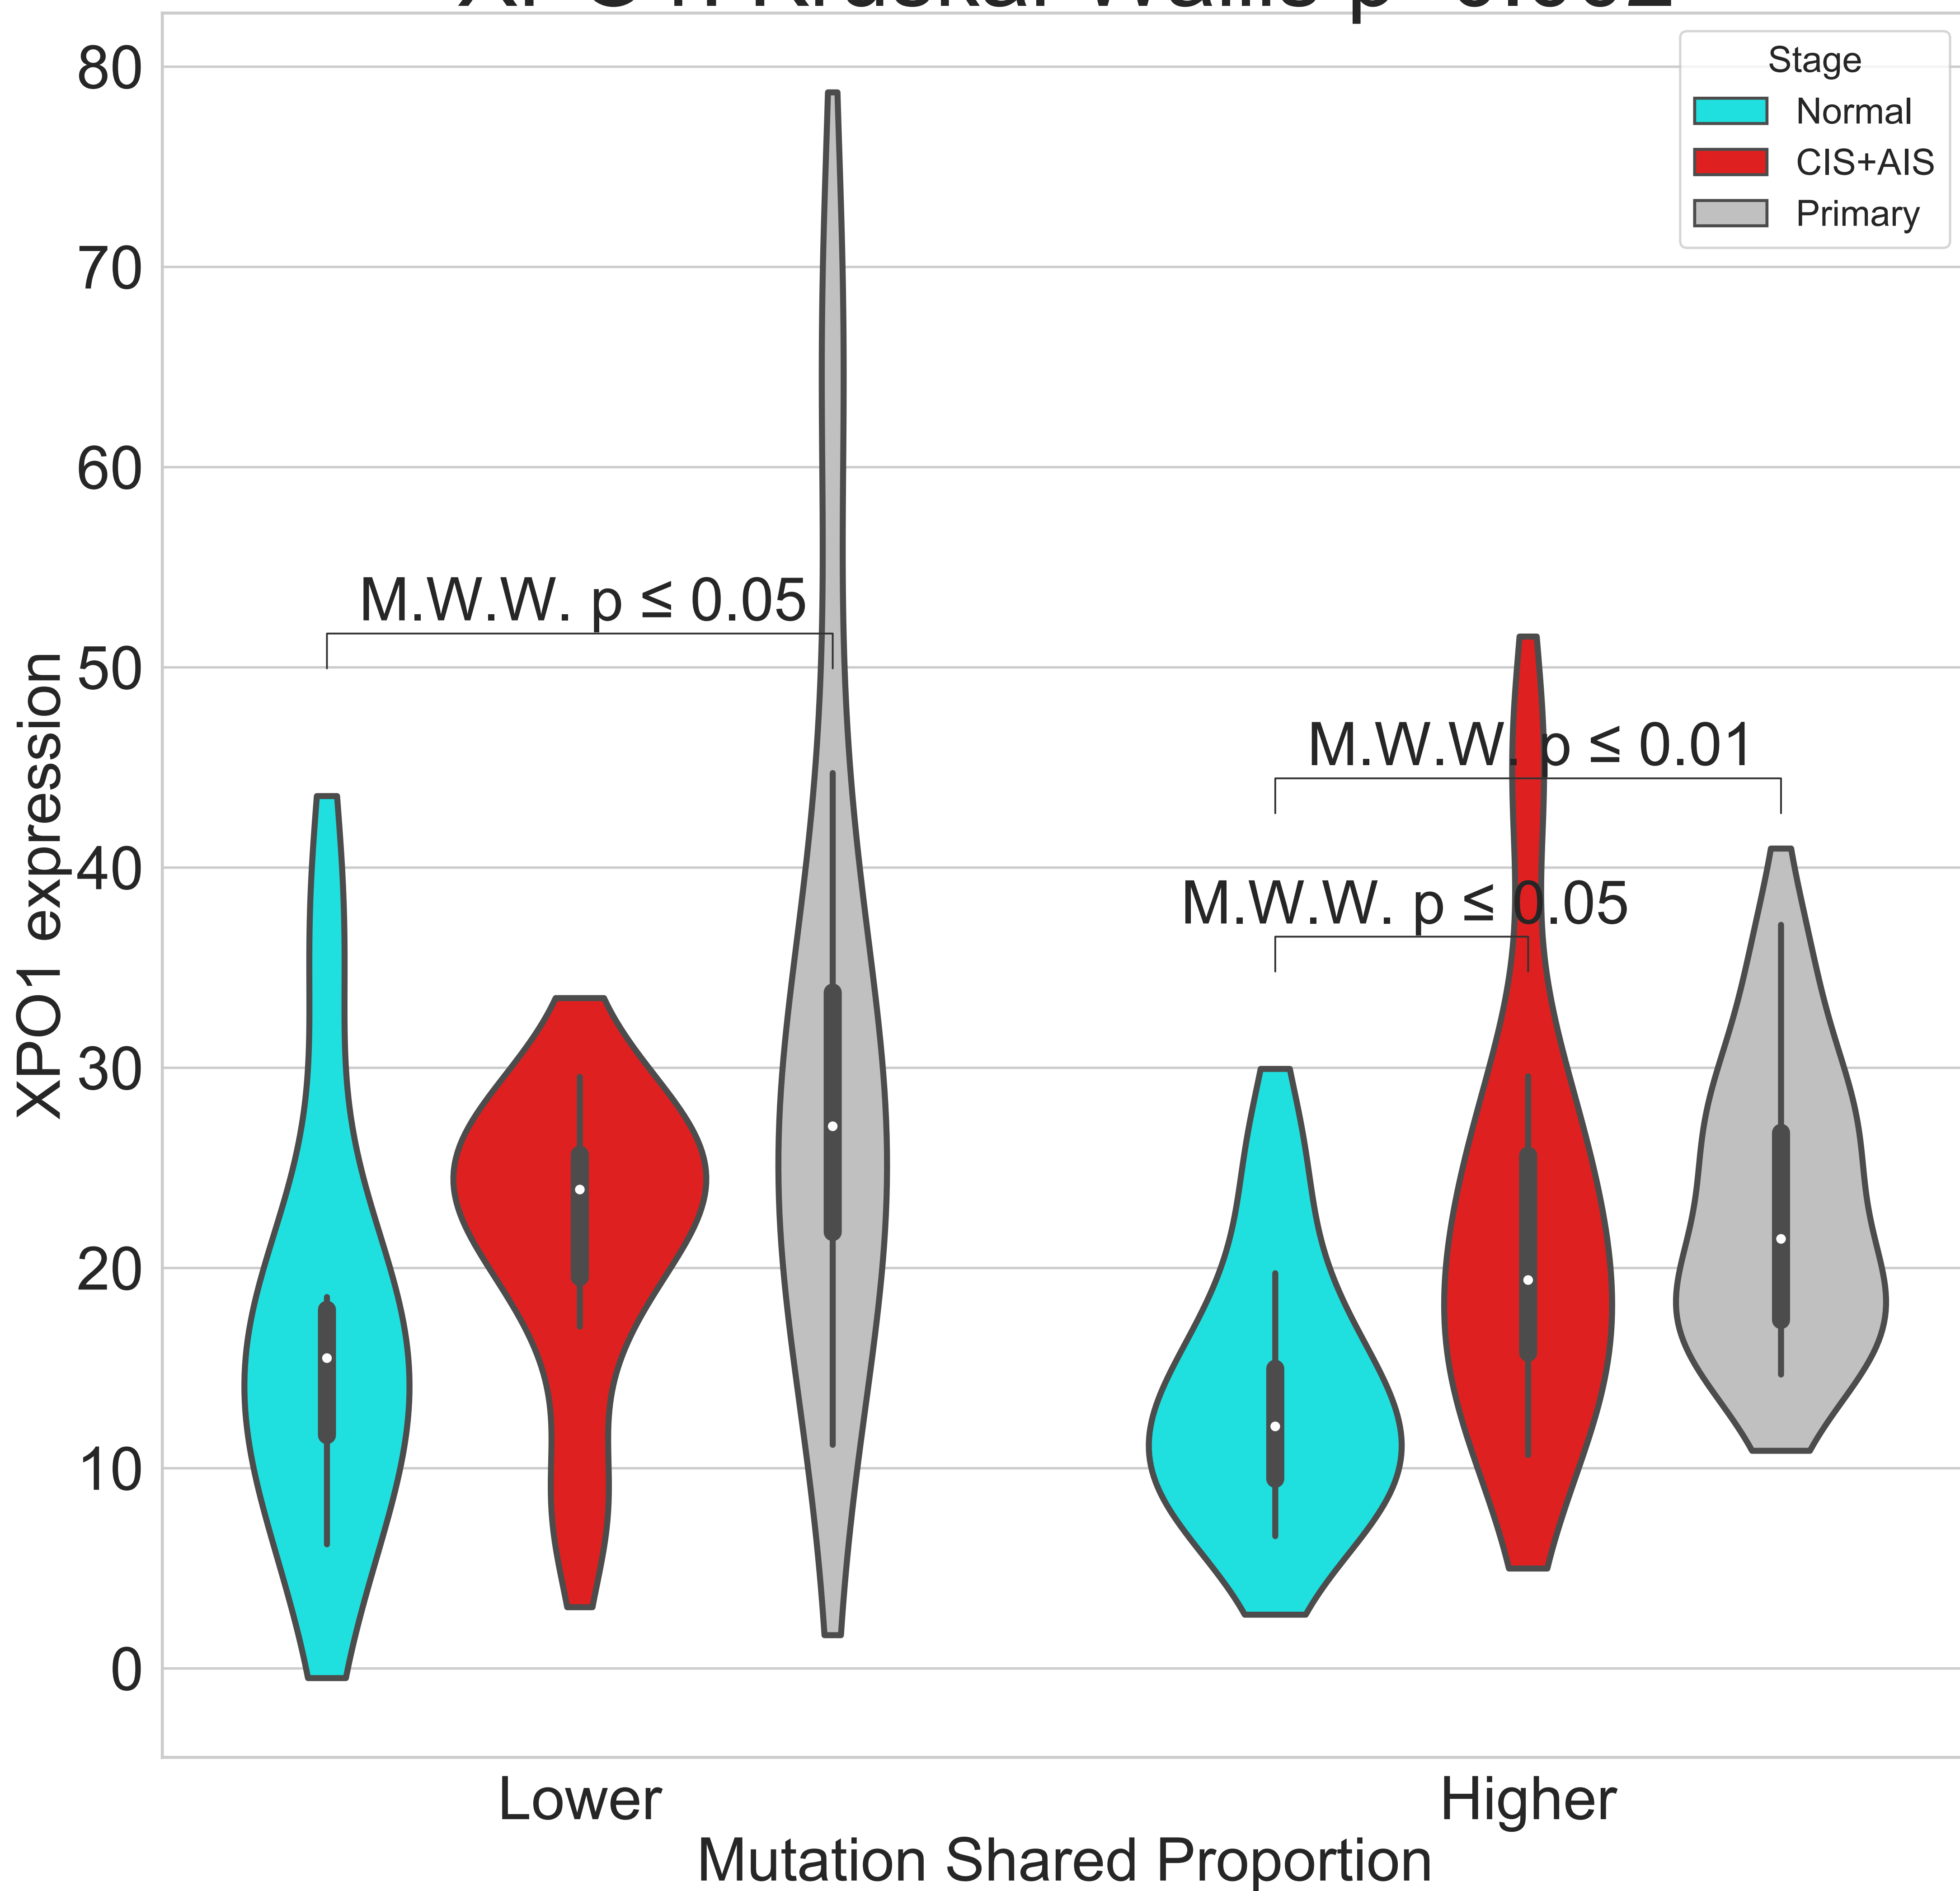 Stage
Normal
CIS+AIS
Primary
80
70
60
50
40
30
20
10
0
XPO1 expression
M.W.W. p ≤ 0.05
M.W.W. p ≤ 0.01
M.W.W. p ≤ 0.05
Lower
Higher
Mutation Shared Proportion